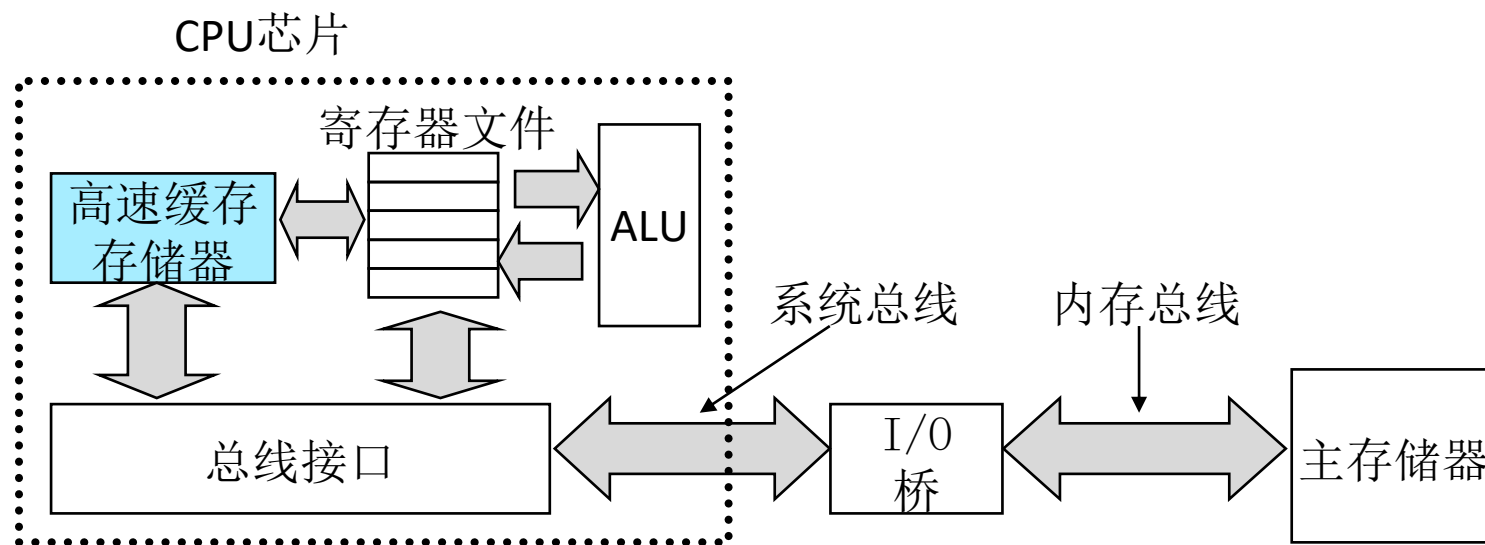 CPU芯片
寄存器文件
高速缓存
存储器
ALU
系统总线
内存总线
总线接口
I/O
桥
主存储器